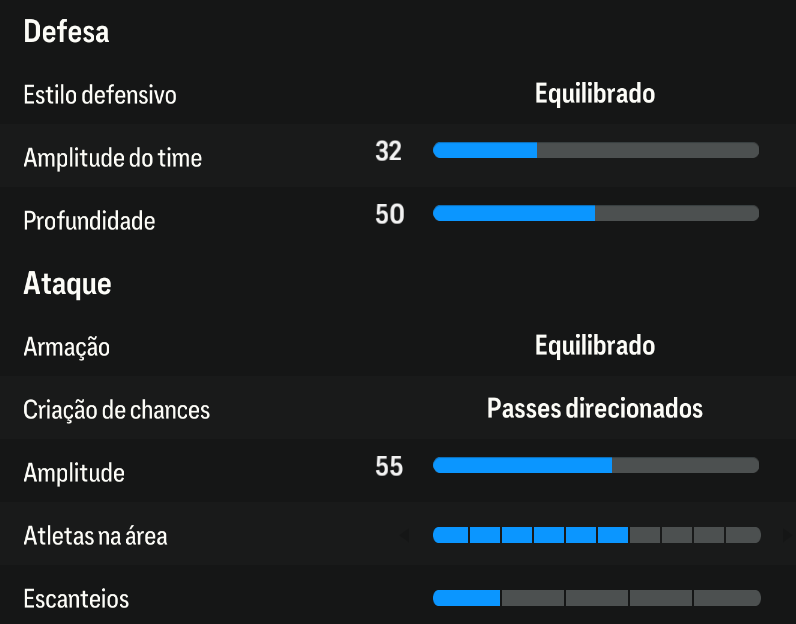 Defesa
Estilo defensivo Equilibrado
Amplitude do time 32
Profundidade 50
Ataque
Armação Equilibrado
Criação de chances Passes direcionados
Amplitude 55
Atletas na área
Escanteios